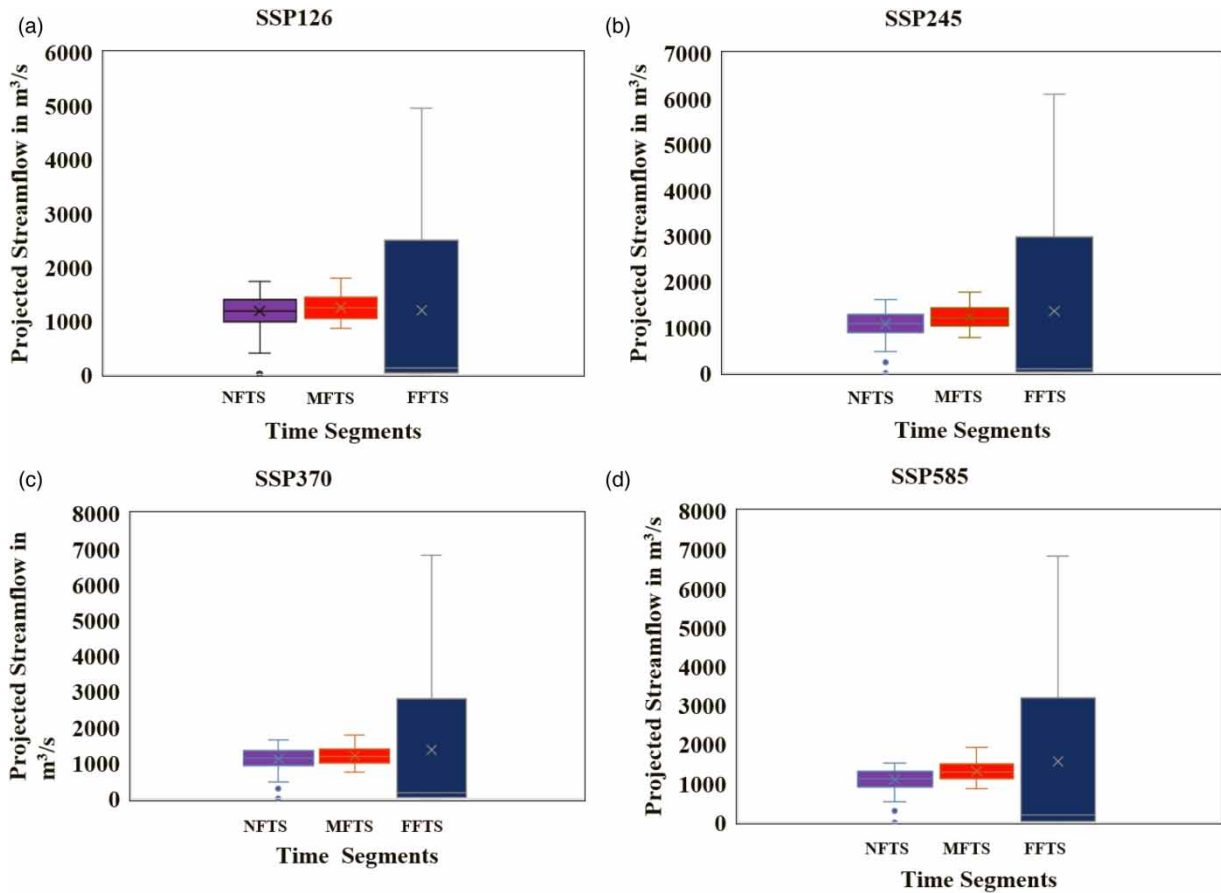 (a)
SSP126
Projected Streamflow in m³/s
6000
5000
4000
3000
2000
1000
0
NFTS MFTS FFTS
Time Segments
(b)
SSP245
Projected Streamflow in m³/s
7000
6000
5000
4000
3000
2000
1000
0
NFTS MFTS FFTS
Time Segments
(c)
SSP370
Projected Streamflow in
m³/s
8000
7000
6000
5000
4000
3000
2000
1000
0
NFTS MFTS FFTS
Time Segments
(d)
SSP585
Projected Streamflow in m³/s
8000
7000
6000
5000
4000
3000
2000
1000
0
NFTS MFTS FFTS
Time Segments